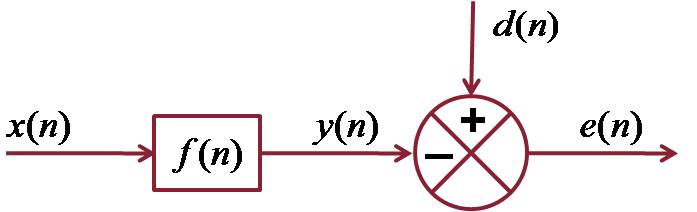 d(n)
x(n) f(n) y(n) + − e(n)